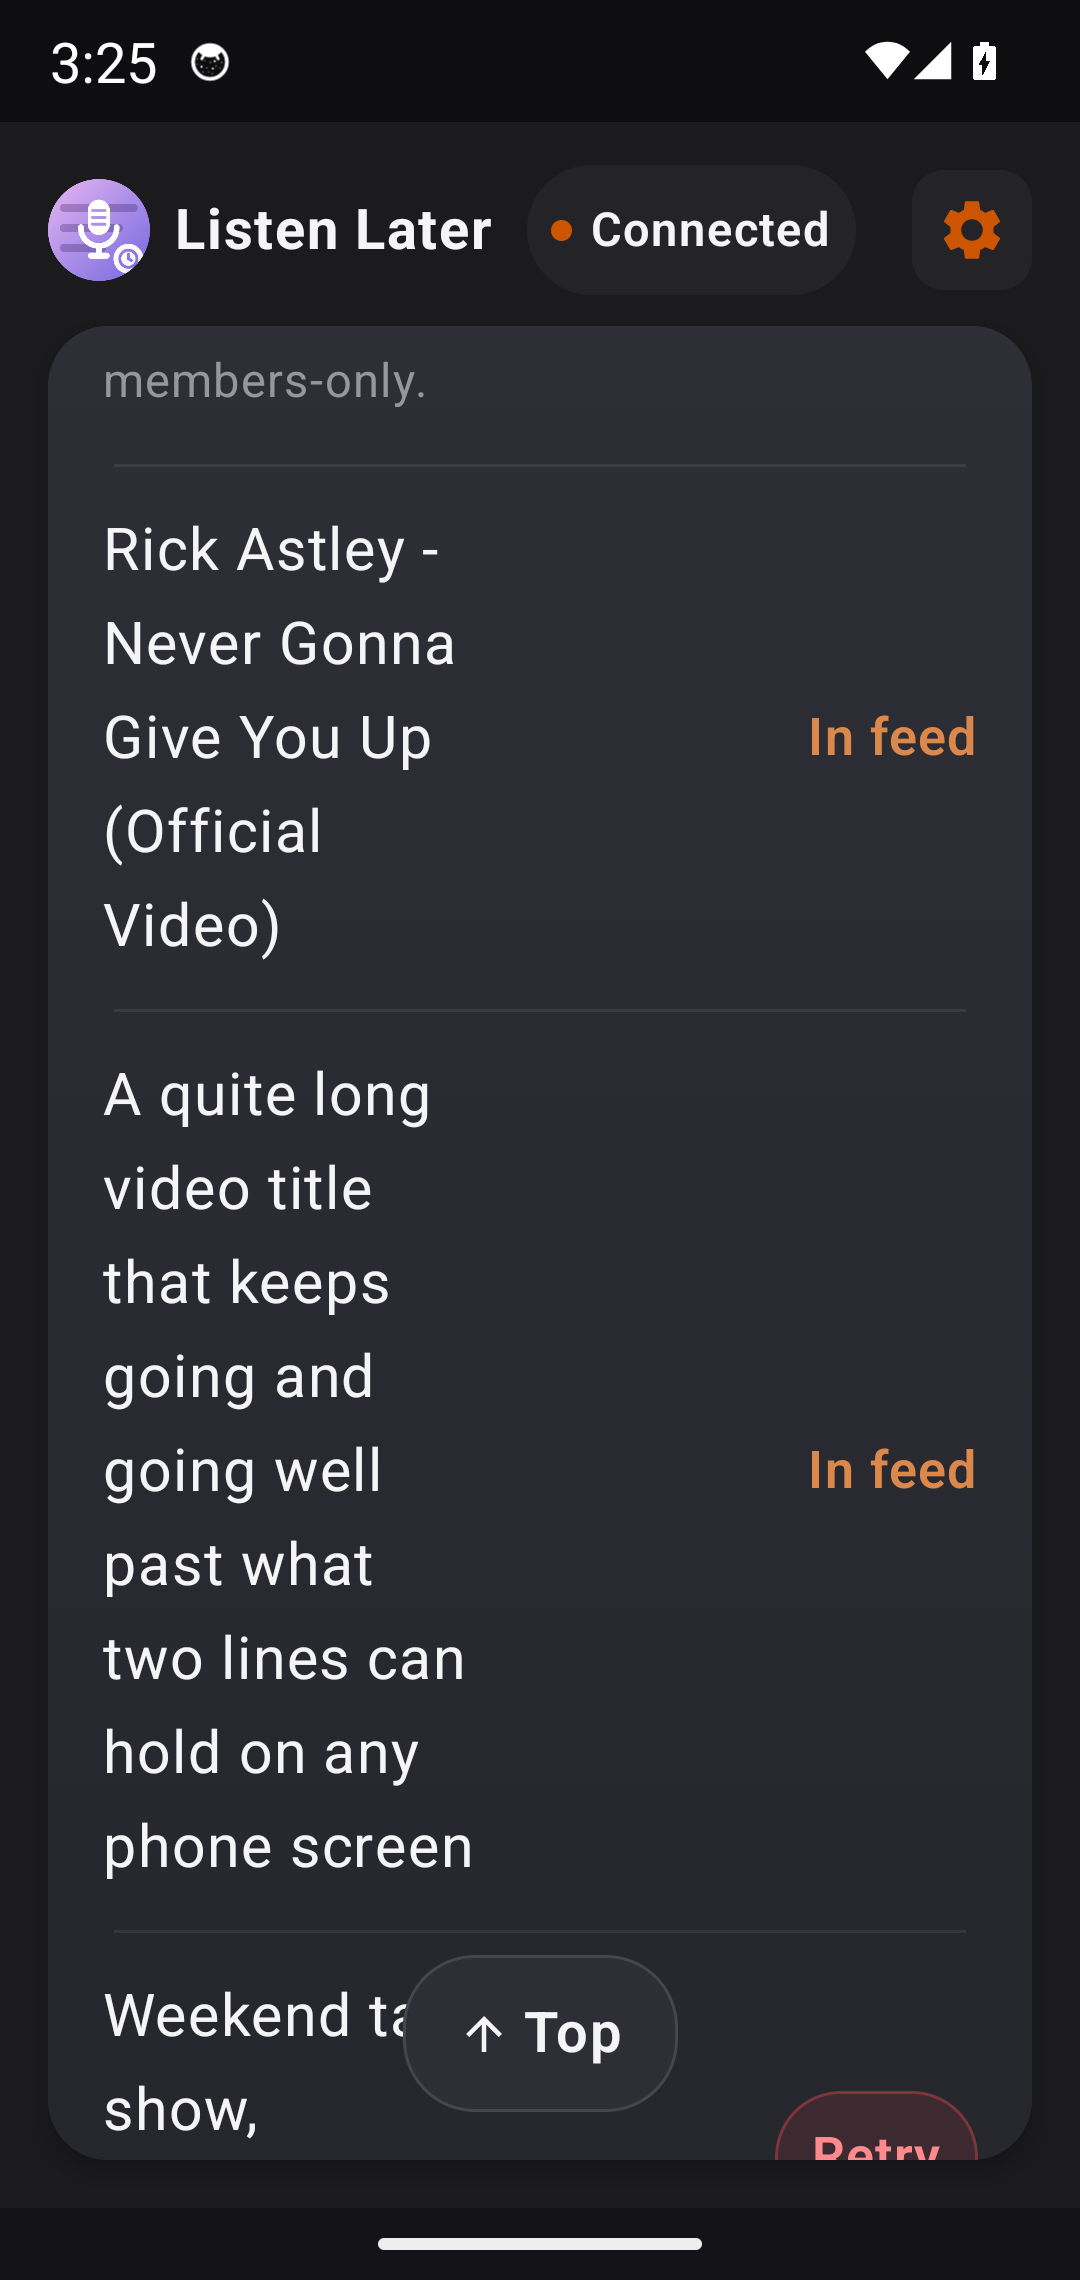 3:25
Listen Later
Connected
members-only.
Rick Astley -
Never Gonna
Give You Up
(Official
Video)
In feed
A quite long
video title
that keeps
going and
going well
past what
two lines can
hold on any
phone screen
In feed
Weekend
show,
↑ Top
Retry